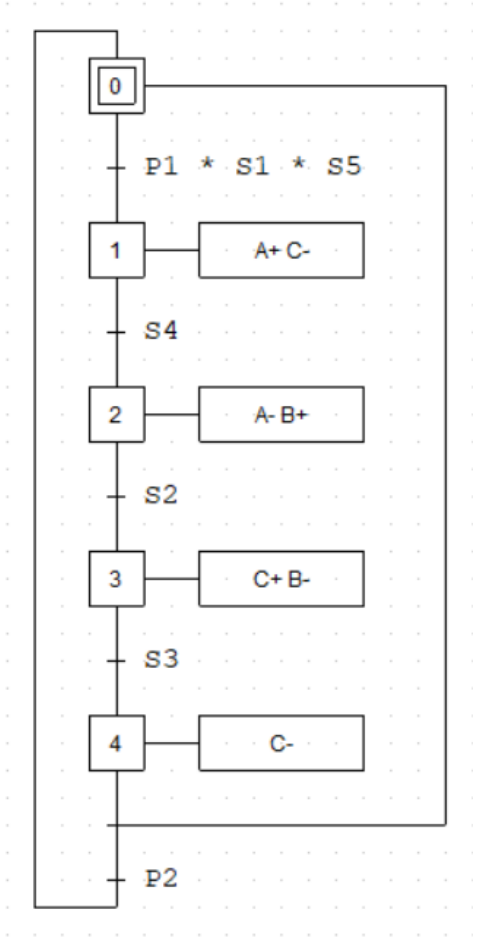 0
P1 * S1 * S5
1 A+ C-
S4
2 A- B+
S2
3 C+ B-
S3
4 C-
P2